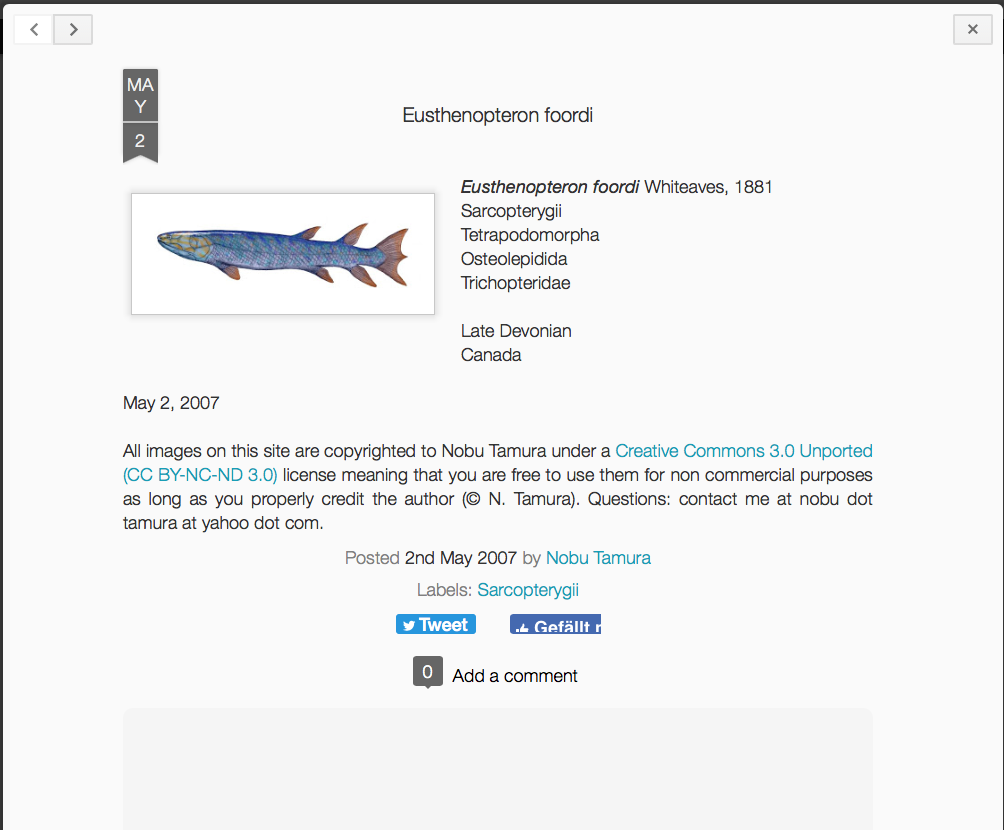 MA
Y
2
Eusthenopteron foordi
Eusthenopteron foordi Whiteaves, 1881
Sarcopterygii
Tetrapodomorpha
Osteolepidida
Trichopteridae
Late Devonian
Canada
May 2, 2007
All images on this site are copyrighted to Nobu Tamura under a Creative Commons 3.0 Unported
(CC BY-NC-ND 3.0) license meaning that you are free to use them for non commercial purposes
as long as you properly credit the author (© N. Tamura). Questions: contact me at nobu dot
tamura at yahoo dot com.
Posted 2nd May 2007 by Nobu Tamura
Labels: Sarcopterygii
Tweet
Gefällt
0 Add a comment